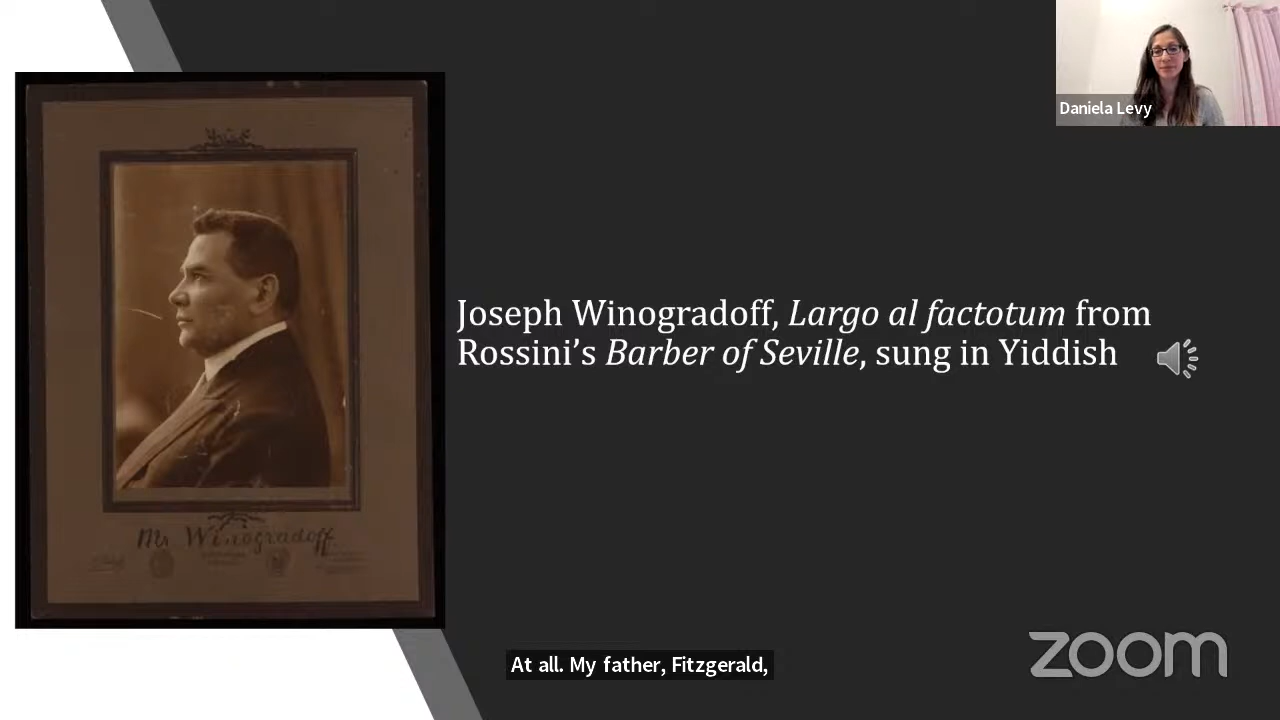 Daniela Levy
Joseph Winogradoff, Largo al factotum from
Rossini’s Barber of Seville, sung in Yiddish
Mr. Winogradoff
At all. My father, Fitzgerald,
zoom